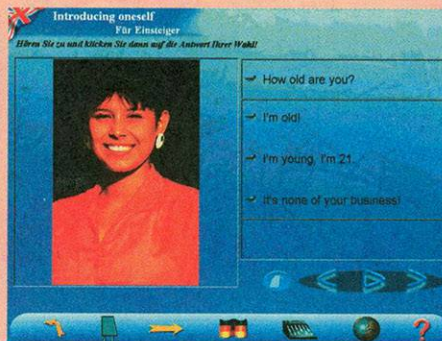 Introducing oneself
Für Einsteiger
Hören Sie zu und klicken Sie dann auf die Antwort Ihrer Wahl!
How old are you?
I'm old!
I'm young, I'm 21.
It's none of your business!
?